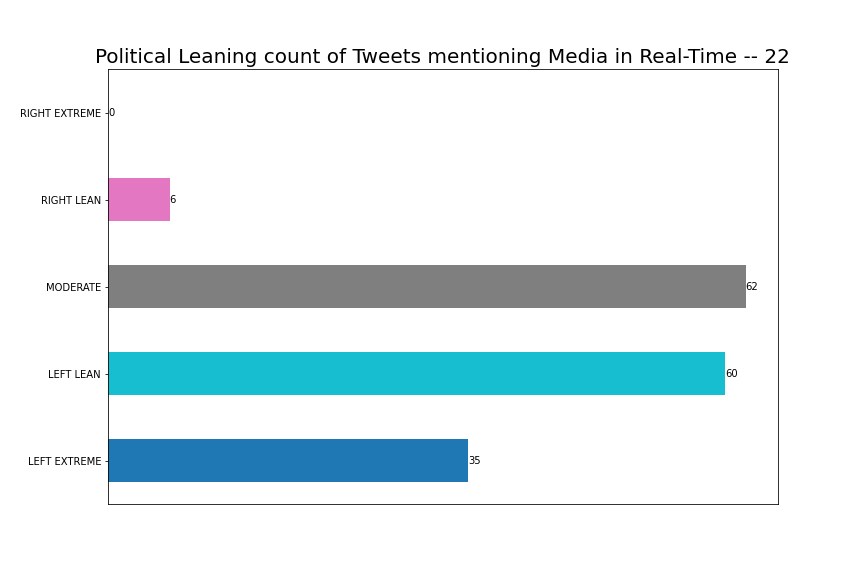 Political Leaning count of Tweets mentioning Media in Real-Time -- 22
RIGHT EXTREME 0
RIGHT LEAN 6
MODERATE 62
LEFT LEAN 60
LEFT EXTREME 35